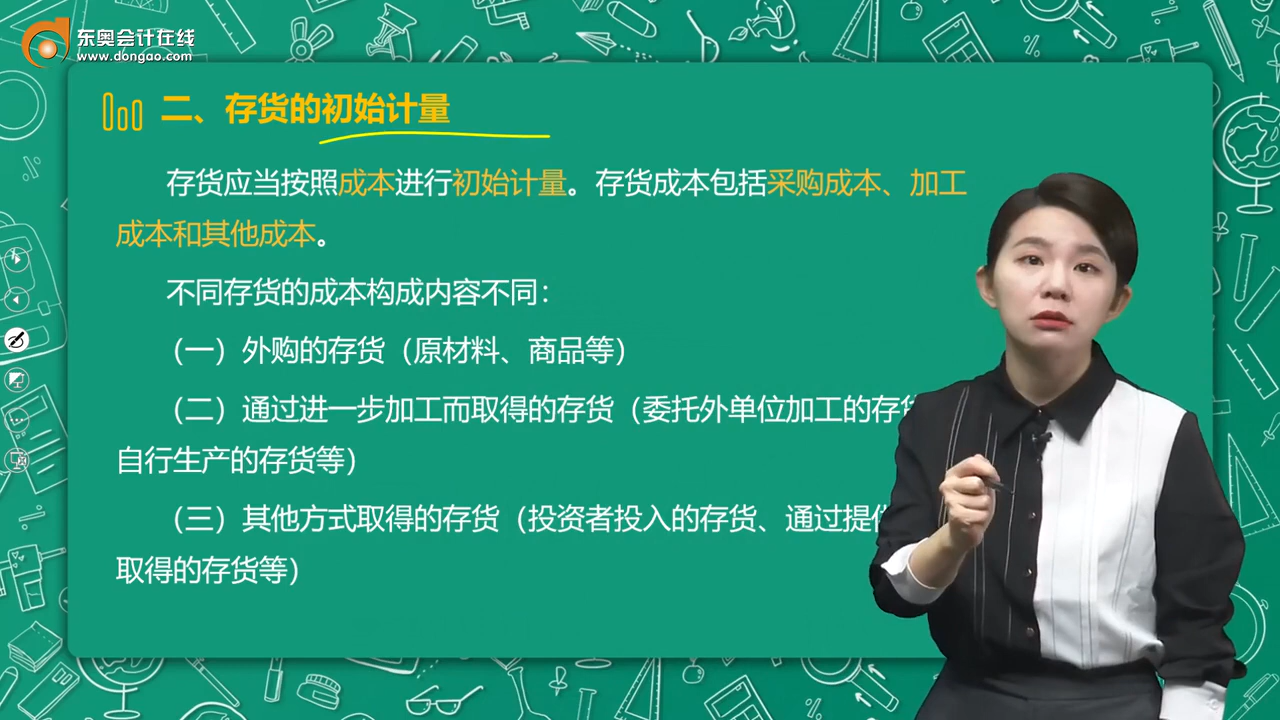 东奥会计在线
www.dongao.com
二、存货的初始计量
存货应当按照成本进行初始计量。存货成本包括采购成本、加工
成本和其他成本。
不同存货的成本构成内容不同：
（一）外购的存货（原材料、商品等）
（二）通过进一步加工而取得的存货（委托外单位加工的存
自行生产的存货等）
（三）其他方式取得的存货（投资者投入的存货、通过提
取得的存货等）